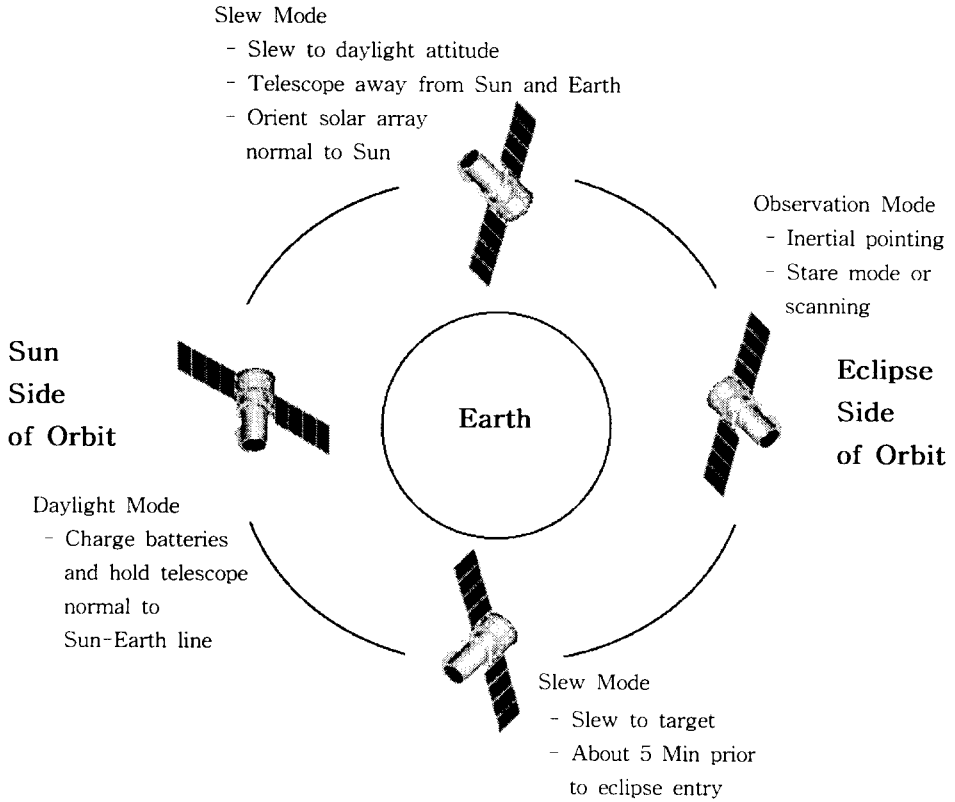 Slew Mode
- Slew to daylight attitude
- Telescope away from Sun and Earth
- Orient solar array
normal to Sun
Observation Mode
- Inertial pointing
- Stare mode or
scanning
Sun
Side
of Orbit
Earth
Eclipse
Side
of Orbit
Daylight Mode
- Charge batteries
and hold telescope
normal to
Sun-Earth line
Slew Mode
- Slew to target
- About 5 Min prior
to eclipse entry